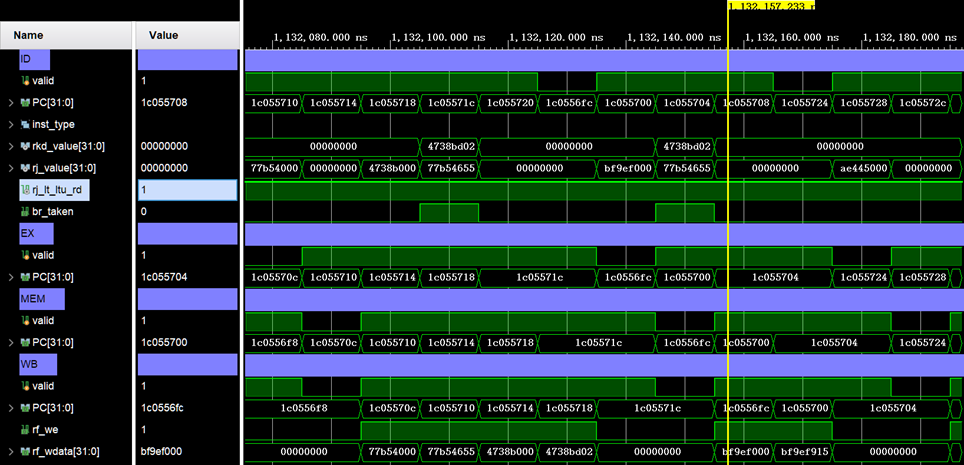 1,132,157.233 n
Name Value
1,132,080.000 ns 1,132,100.000 ns 1,132,120.000 ns 1,132,140.000 ns 1,132,160.000 ns 1,132,180.000 ns
ID
valid 1
PC[31:0] 1c055708 1c055710 1c055714 1c055718 1c05571c 1c055720 1c0556fc 1c055700 1c055704 1c055708 1c055724 1c055728 1c05572c
inst_type
rkd_value[31:0] 00000000 00000000 4738bd02 00000000 4738bd02 00000000
rj_value[31:0] 00000000 77b54000 00000000 4738b000 77b54655 00000000 bf9ef000 77b54655 00000000 ae445000 00000000
rj_lt_ltu_rd 1
br_taken 0
EX
valid 1
PC[31:0] 1c055704 1c05570c 1c055710 1c055714 1c055718 1c05571c 1c0556fc 1c055700 1c055704 1c055724 1c055728
MEM
valid 1
PC[31:0] 1c055700 1c0556f8 1c05570c 1c055710 1c055714 1c055718 1c05571c 1c0556fc 1c055700 1c055704 1c055724
WB
valid 1
PC[31:0] 1c0556fc 1c0556f8 1c05570c 1c055710 1c055714 1c055718 1c05571c 1c0556fc 1c055700 1c055704
rf_we 1
rf_wdata[31:0] bf9ef000 00000000 77b54000 77b54655 4738b000 4738bd02 00000000 bf9ef000 bf9ef915 00000000